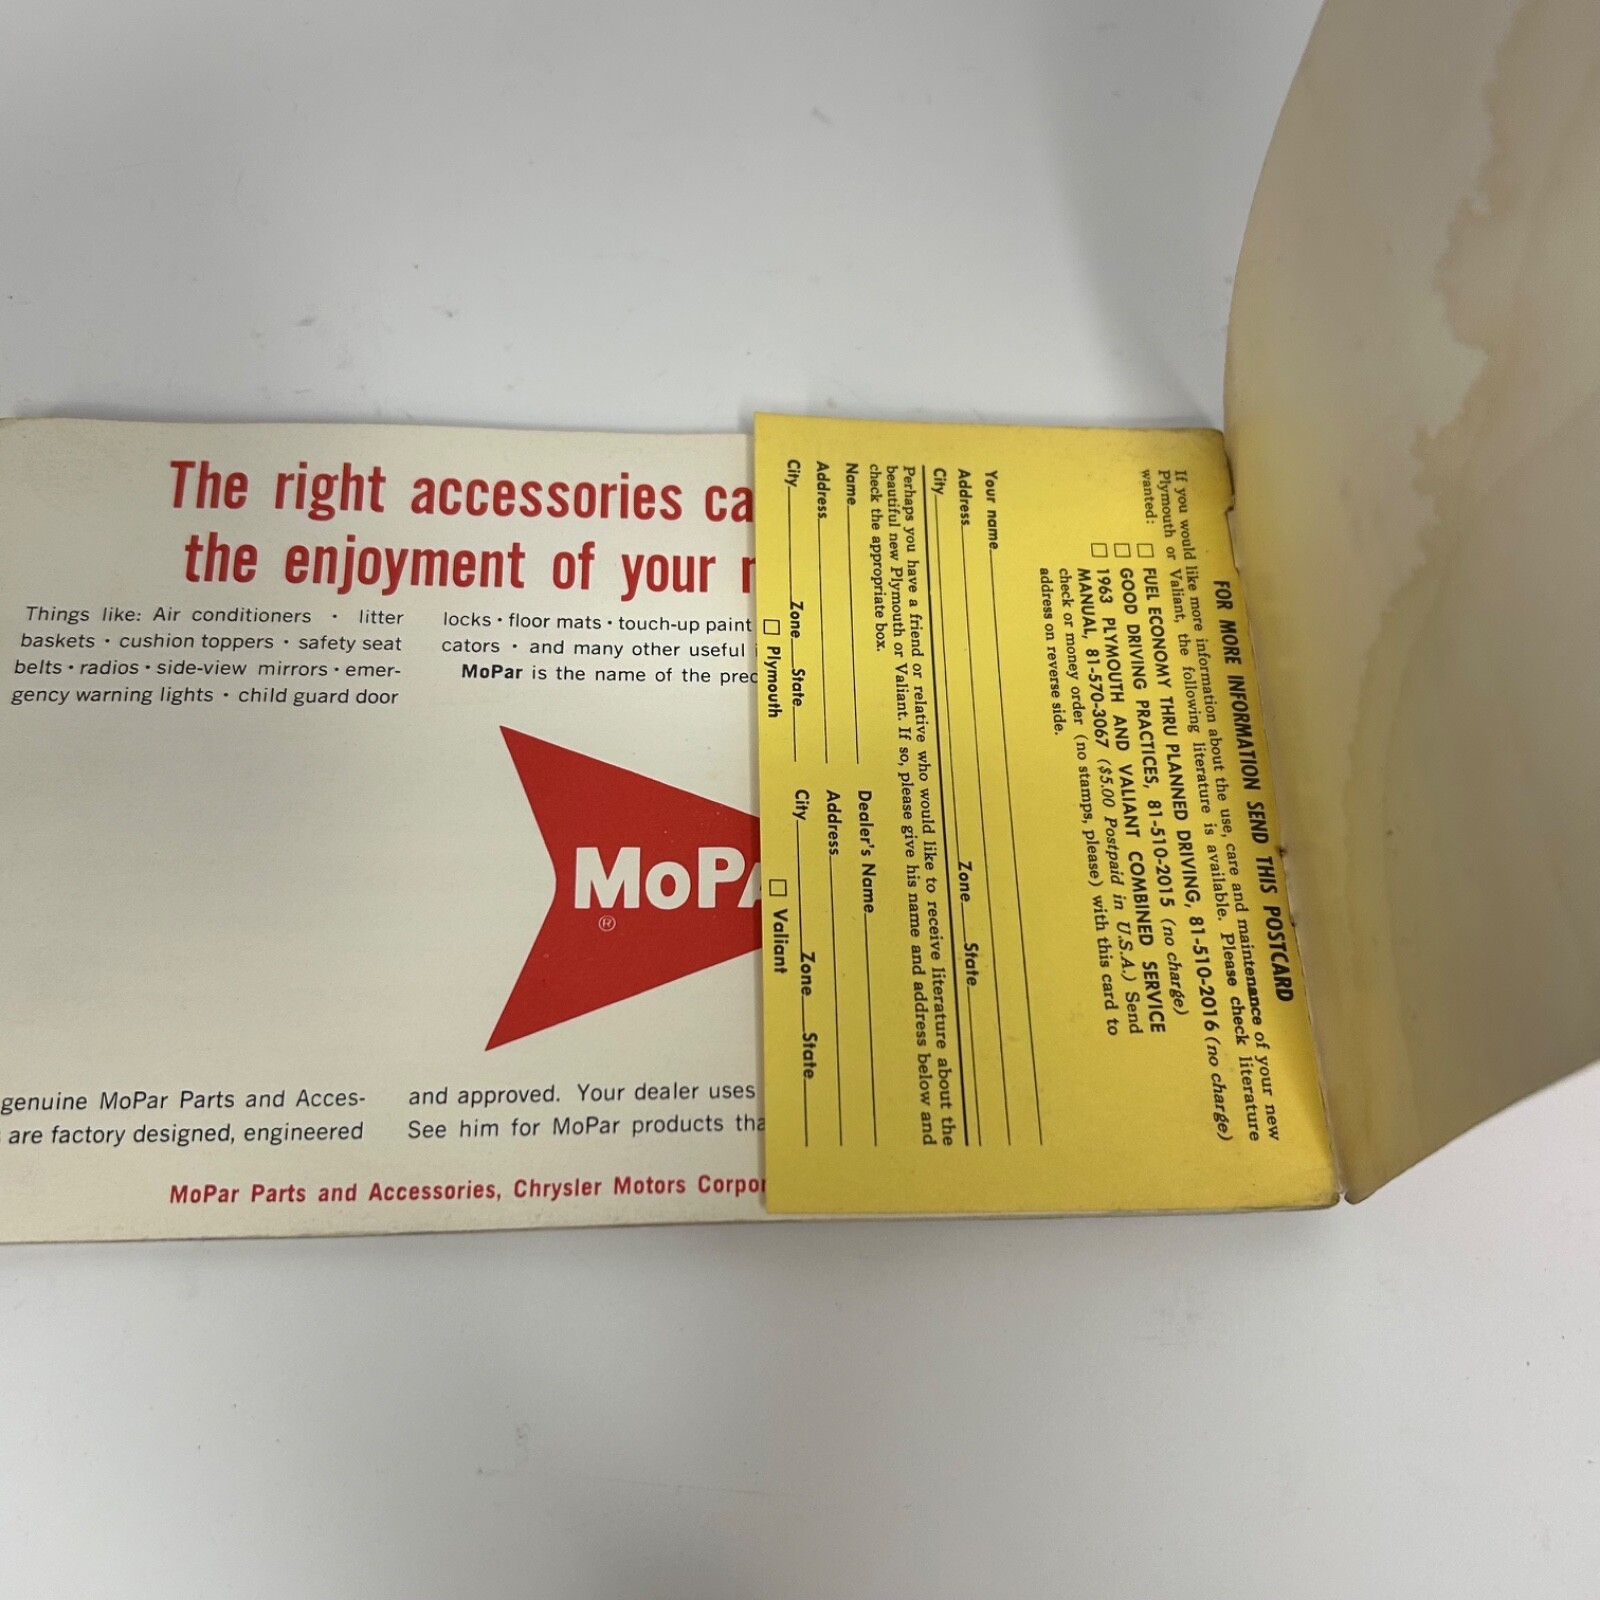 The right accessories ca
the enjoyment of your
Things like: Air conditioners • litter
baskets • cushion toppers • safety seat
belts • radios • side-view mirrors • emer-
gency warning lights • child guard door
locks • floor mats • touch-up paint
cators • and many other useful
MoPar is the name of the prec
MoPA
®
genuine MoPar Parts and Acces-
are factory designed, engineered
and approved. Your dealer uses
See him for MoPar products tha
MoPar Parts and Accessories, Chrysler Motors Corpor
FOR MORE INFORMATION SEND THIS POSTCARD
If you would like more information about the use, care and maintenance of your new
Plymouth or Valiant, the following literature is available. Please check literature
wanted:
☐ FUEL ECONOMY THRU PLANNED DRIVING, 81-510-2016 (no charge)
☐ GOOD DRIVING PRACTICES, 81-510-2015 (no charge)
☐ 1963 PLYMOUTH AND VALIANT COMBINED SERVICE
MANUAL, 81-570-3067 ($5.00 Postpaid in U.S.A.) Send
check or money order (no stamps, please) with this card to
address on reverse side.
Your name
Address
City Zone State
Perhaps you have a friend or relative who would like to receive literature about the
beautiful new Plymouth or Valiant. If so, please give his name and address below and
check the appropriate box.
Name Dealer's Name
Address Address
City Zone State City Zone State
☐ Plymouth ☐ Valiant